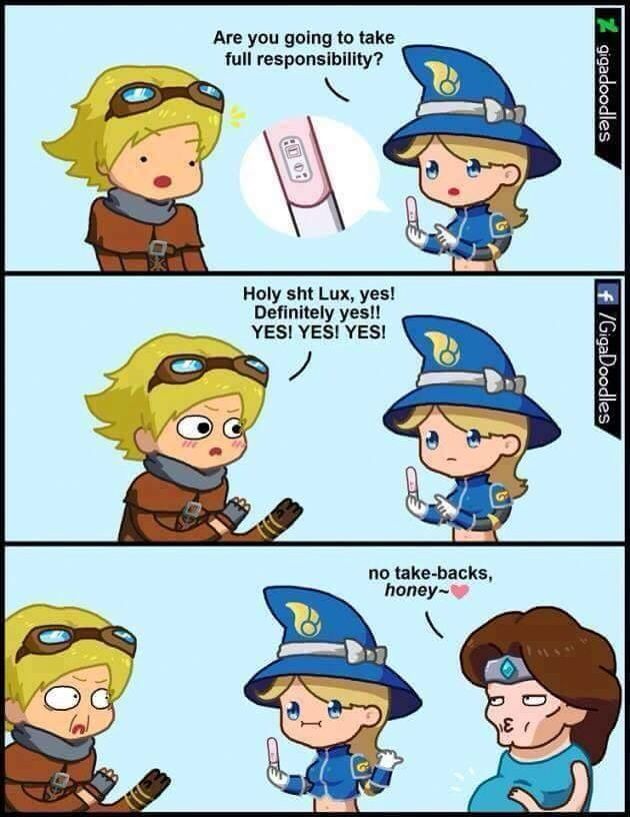 Are you going to take
full responsibility?
gigadoodles
Holy sht Lux, yes!
Definitely yes!!
YES! YES! YES!
f /GigaDoodles
no take-backs,
honey~